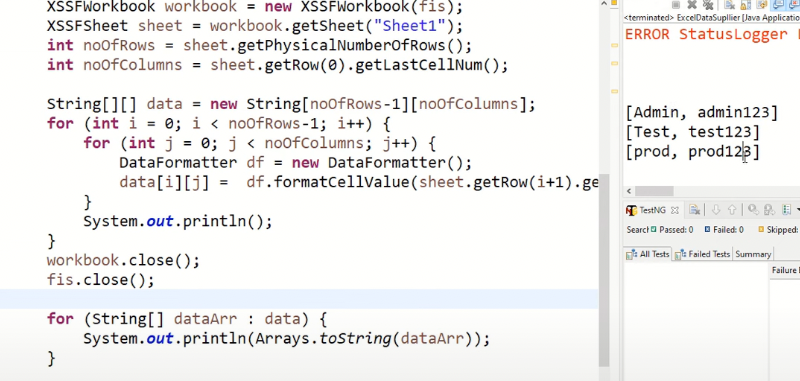 XSSFWorkbook workbook = new XSSFWorkbook(fis);
XSSFSheet sheet = workbook.getSheet("Sheet1");
int noOfRows = sheet.getPhysicalNumberOfRows();
int noOfColumns = sheet.getRow(0).getLastCellNum();
String[][] data = new String[noOfRows-1][noOfColumns];
for (int i = 0; i < noOfRows-1; i++) {
for (int j = 0; j < noOfColumns; j++) {
DataFormatter df = new DataFormatter();
data[i][j] =  df.formatCellValue(sheet.getRow(i+1).ge
}
System.out.println();
}
workbook.close();
fis.close();
for (String[] dataArr : data) {
System.out.println(Arrays.toString(dataArr));
}
<terminated> ExcelDataSupllier [Java Application]
ERROR StatusLogger
[Admin, admin123]
[Test, test123]
[prod, prod123]
TestNG
Search Passed: 0 Failed: 0 Skipped:
All Tests Failed Tests Summary
Failure